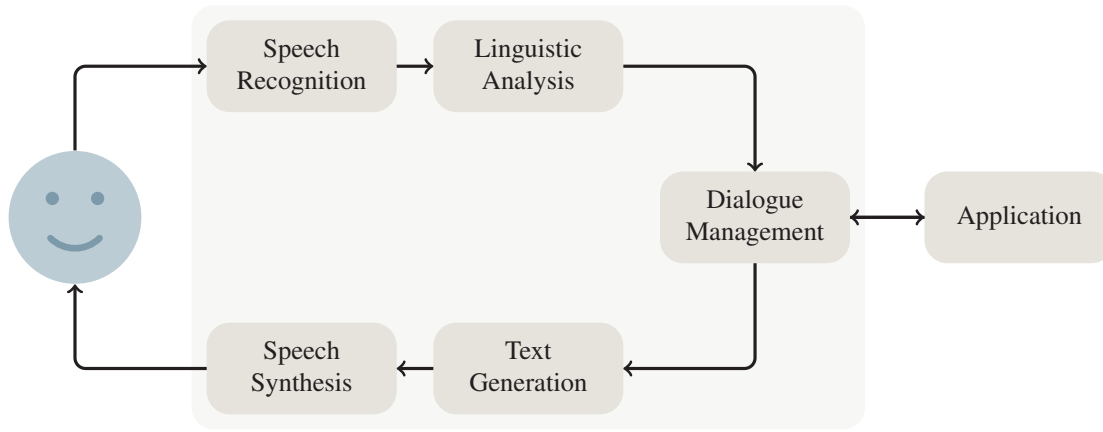 Speech
Recognition
Linguistic
Analysis
Dialogue
Management
Application
Speech
Synthesis
Text
Generation